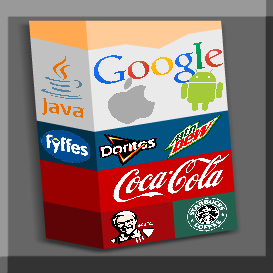 Google
Java
fyffes
Doritos
Mtn Dew
Coca-Cola
KFC
STARBUCKS COFFEE